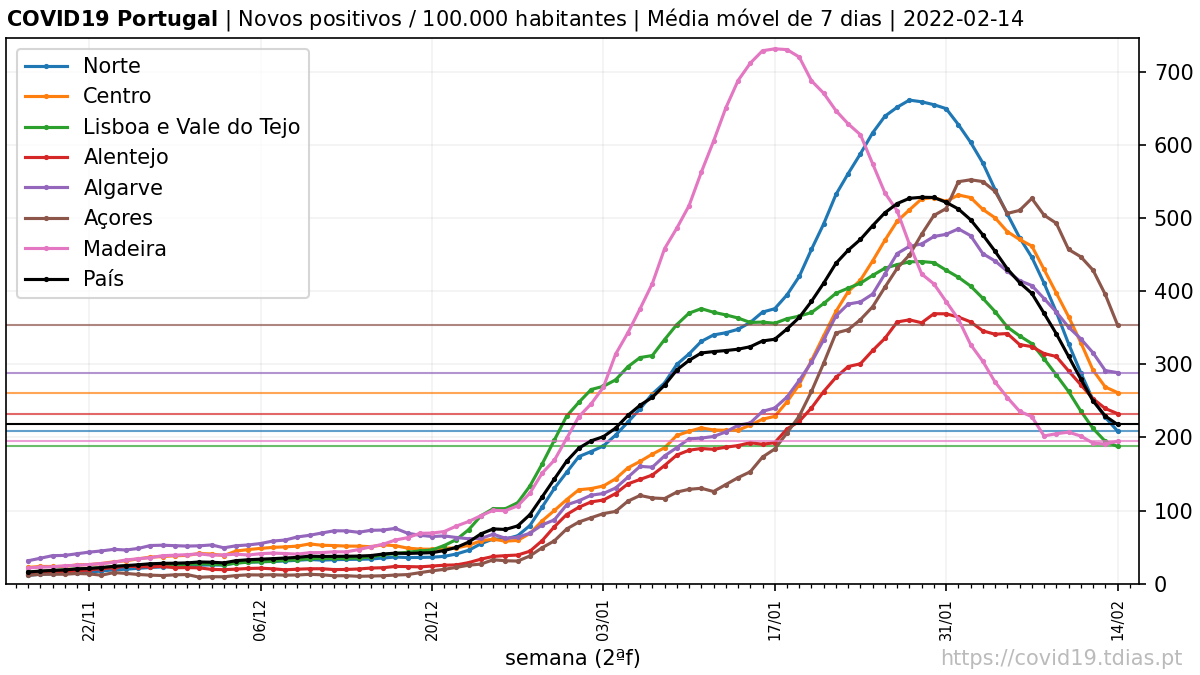 COVID19 Portugal | Novos positivos / 100.000 habitantes | Média móvel de 7 dias | 2022-02-14
Norte
Centro
Lisboa e Vale do Tejo
Alentejo
Algarve
Açores
Madeira
País
700
600
500
400
300
200
100
0
22/11
06/12
20/12
03/01
17/01
31/01
14/02
semana (2ªf)
https://covid19.tdias.pt